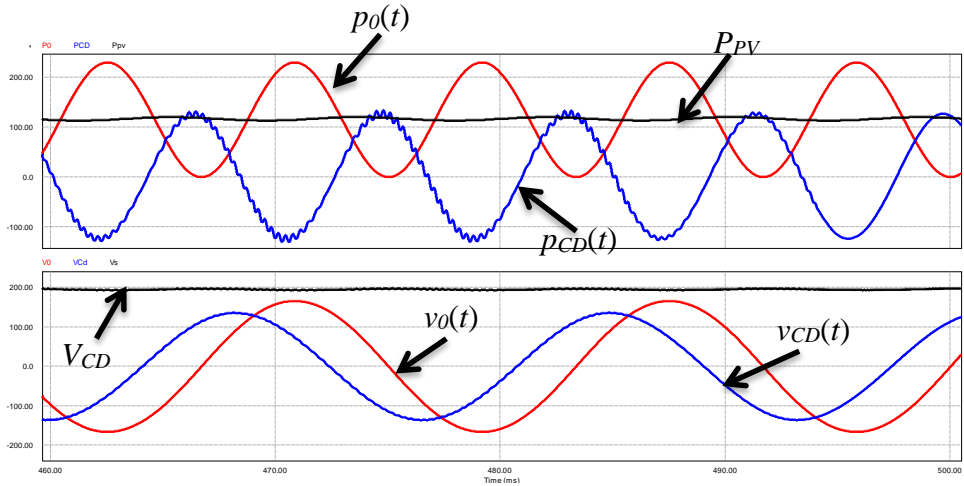 p0(t)
PPV
P0 PCD Ppv
200.00
100.00
0.0
-100.00
pCD(t)
V0 VCd Vs
200.00
100.00
0.0
-100.00
-200.00
VCD
v0(t)
vCD(t)
460.00 470.00 480.00 490.00 500.00
Time (ms)